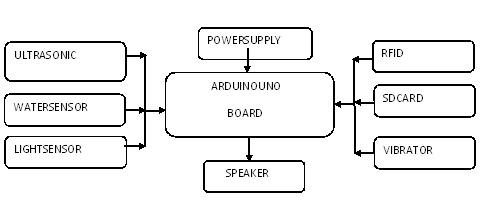 POWERSUPPLY
ULTRASONIC
WATERSENSOR
LIGHTSENSOR
ARDUINOUNO
BOARD
RFID
SDCARD
VIBRATOR
SPEAKER